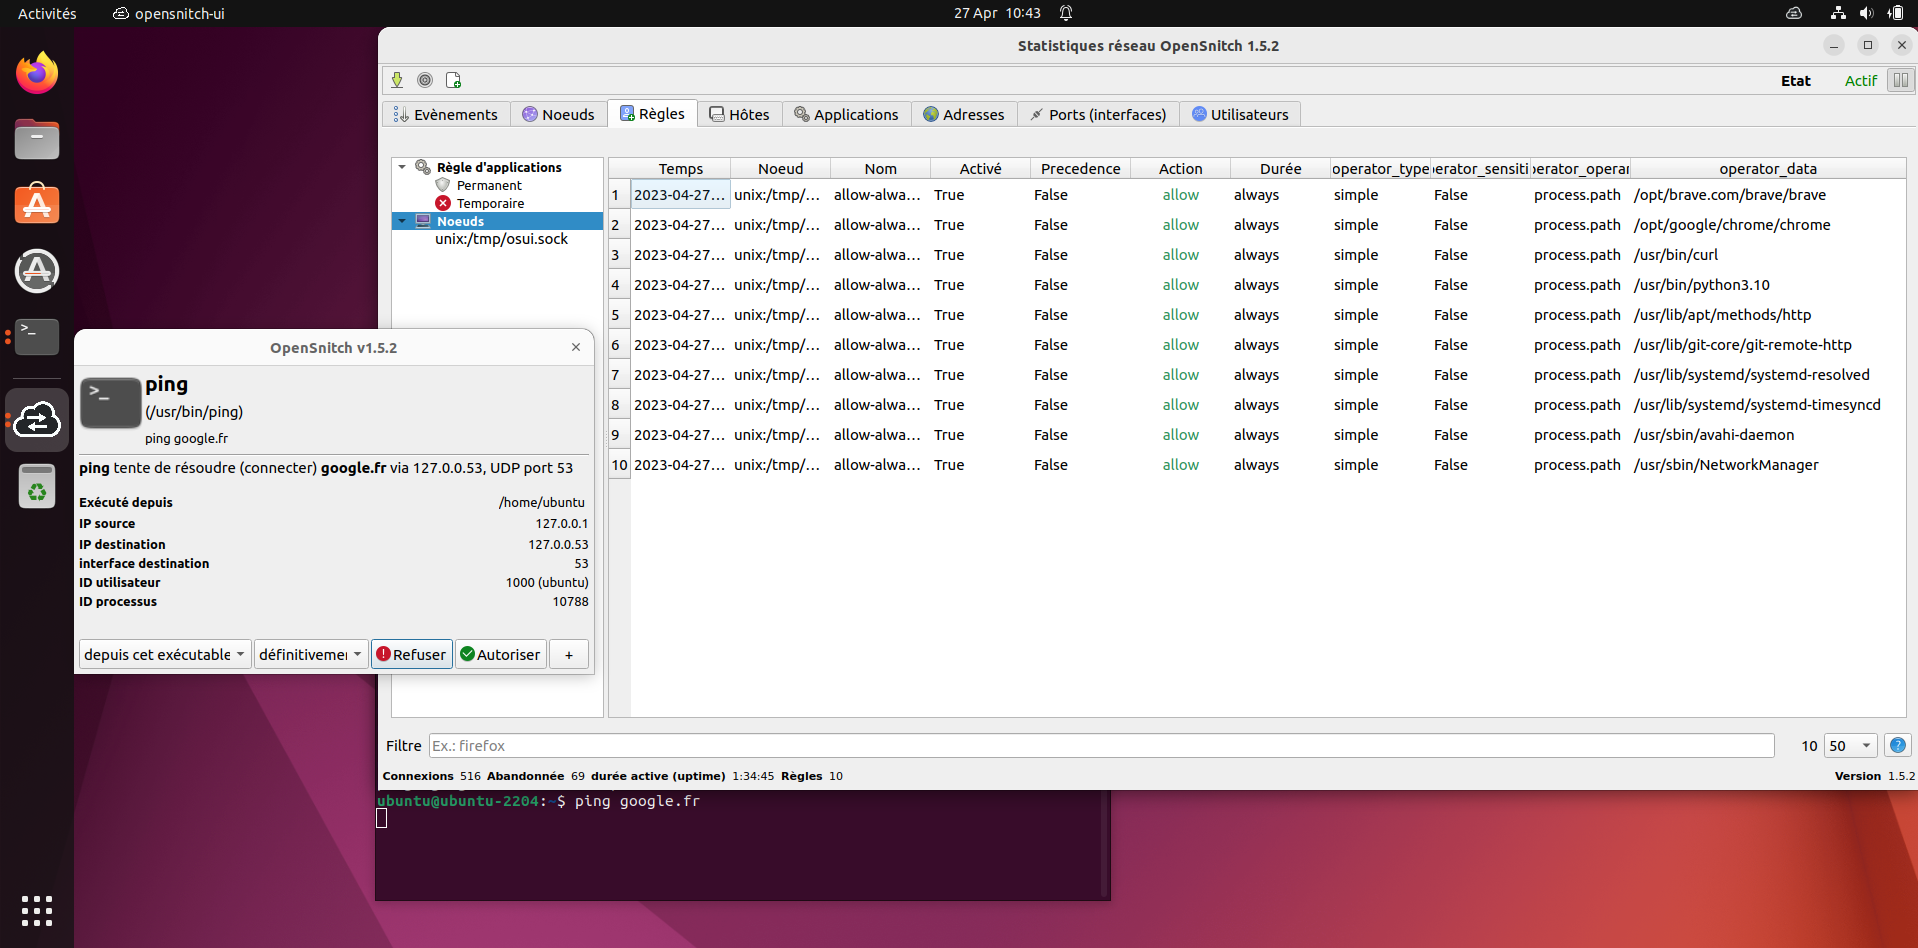 Activités opensnitch-ui 27 Apr 10:43
Statistiques réseau OpenSnitch 1.5.2
Etat Actif
Evènements Noeuds Règles Hôtes Applications Adresses Ports (interfaces) Utilisateurs
Règle d'applications
Permanent
Temporaire
Noeuds
unix:/tmp/osui.sock
Temps Noeud Nom Activé Precedence Action Durée operator_type erator_sensiti erator_operar operator_data
1 2023-04-27... unix:/tmp/... allow-alwa... True False allow always simple False process.path /opt/brave.com/brave/brave
2 2023-04-27... unix:/tmp/... allow-alwa... True False allow always simple False process.path /opt/google/chrome/chrome
3 2023-04-27... unix:/tmp/... allow-alwa... True False allow always simple False process.path /usr/bin/curl
4 2023-04-27... unix:/tmp/... allow-alwa... True False allow always simple False process.path /usr/bin/python3.10
5 2023-04-27... unix:/tmp/... allow-alwa... True False allow always simple False process.path /usr/lib/apt/methods/http
6 2023-04-27... unix:/tmp/... allow-alwa... True False allow always simple False process.path /usr/lib/git-core/git-remote-http
7 2023-04-27... unix:/tmp/... allow-alwa... True False allow always simple False process.path /usr/lib/systemd/systemd-resolved
8 2023-04-27... unix:/tmp/... allow-alwa... True False allow always simple False process.path /usr/lib/systemd/systemd-timesyncd
9 2023-04-27... unix:/tmp/... allow-alwa... True False allow always simple False process.path /usr/sbin/avahi-daemon
10 2023-04-27... unix:/tmp/... allow-alwa... True False allow always simple False process.path /usr/sbin/NetworkManager
OpenSnitch v1.5.2
ping
(/usr/bin/ping)
ping google.fr
ping tente de résoudre (connecter) google.fr via 127.0.0.53, UDP port 53
Exécuté depuis /home/ubuntu
IP source 127.0.0.1
IP destination 127.0.0.53
interface destination 53
ID utilisateur 1000 (ubuntu)
ID processus 10788
depuis cet exécutable définitivemen Refuser Autoriser +
Filtre Ex.: firefox 10 50
Connexions 516 Abandonnée 69 durée active (uptime) 1:34:45 Règles 10 Version 1.5.2
ubuntu@ubuntu-2204:~$ ping google.fr